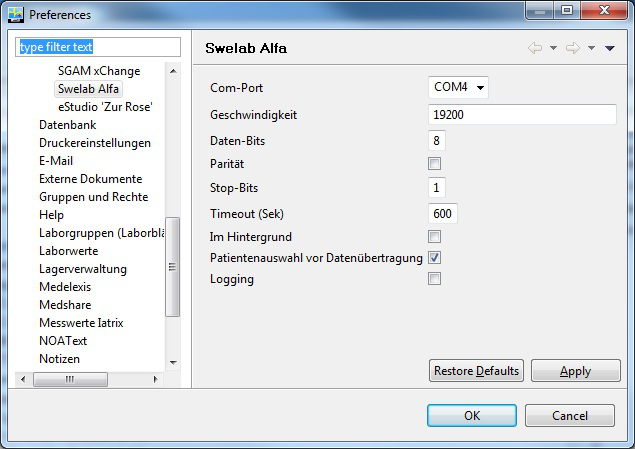 Preferences
type filter text
SGAM xChange
Swelab Alfa
eStudio 'Zur Rose'
Datenbank
Druckereinstellungen
E-Mail
Externe Dokumente
Gruppen und Rechte
Help
Laborgruppen (Laborblä
Laborwerte
Lagerverwaltung
Medelexis
Medshare
Messwerte Iatrix
NOAText
Notizen
Swelab Alfa
Com-Port COM4
Geschwindigkeit 19200
Daten-Bits 8
Parität
Stop-Bits 1
Timeout (Sek) 600
Im Hintergrund
Patientenauswahl vor Datenübertragung
Logging
Restore Defaults Apply
OK Cancel